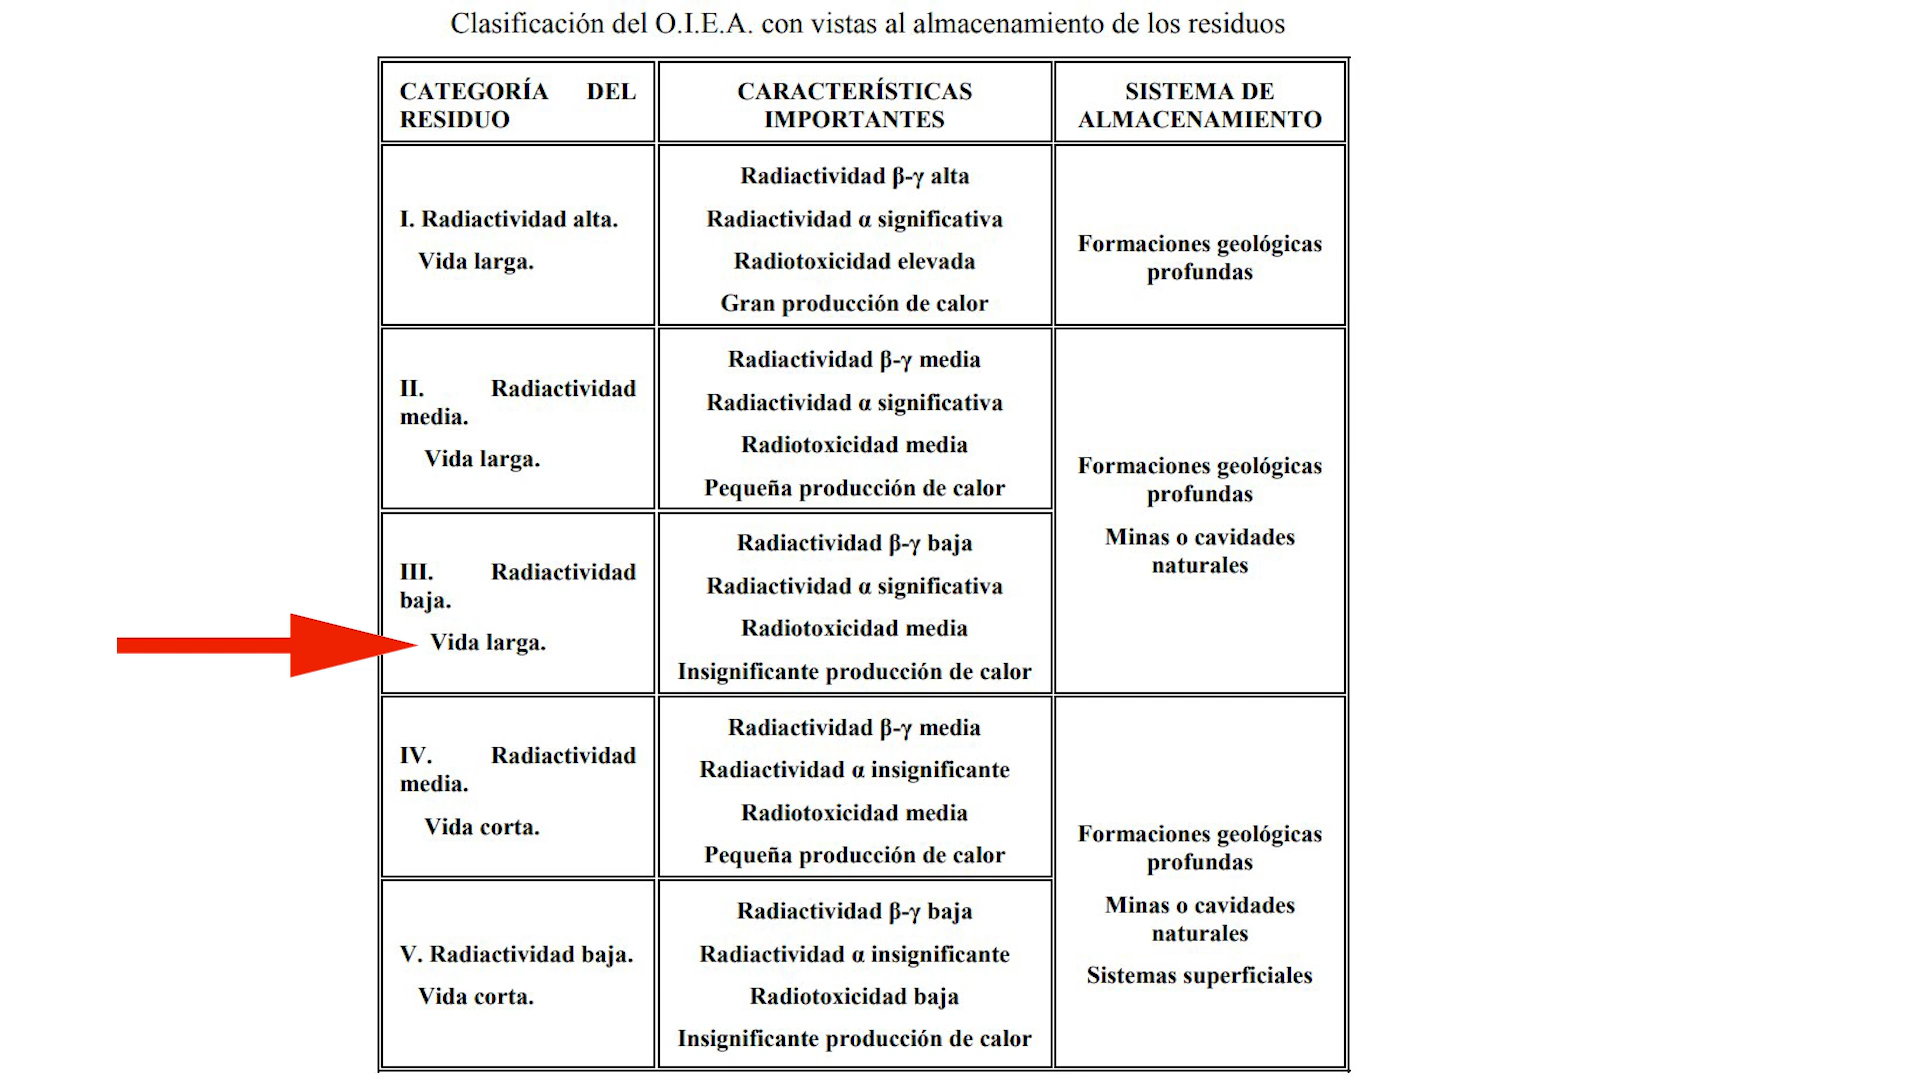 Clasificación del O.I.E.A. con vistas al almacenamiento de los residuos
CATEGORÍA DEL
RESIDUO
CARACTERÍSTICAS
IMPORTANTES
SISTEMA DE
ALMACENAMIENTO
I. Radiactividad alta.
Vida larga.
Radiactividad β-γ alta
Radiactividad α significativa
Radiotoxicidad elevada
Gran producción de calor
Formaciones geológicas
profundas
II. Radiactividad
media.
Vida larga.
Radiactividad β-γ media
Radiactividad α significativa
Radiotoxicidad media
Pequeña producción de calor
Formaciones geológicas
profundas
Minas o cavidades
naturales
III. Radiactividad
baja.
Vida larga.
Radiactividad β-γ baja
Radiactividad α significativa
Radiotoxicidad media
Insignificante producción de calor
IV. Radiactividad
media.
Vida corta.
Radiactividad β-γ media
Radiactividad α insignificante
Radiotoxicidad media
Pequeña producción de calor
Formaciones geológicas
profundas
Minas o cavidades
naturales
Sistemas superficiales
V. Radiactividad baja.
Vida corta.
Radiactividad β-γ baja
Radiactividad α insignificante
Radiotoxicidad baja
Insignificante producción de calor